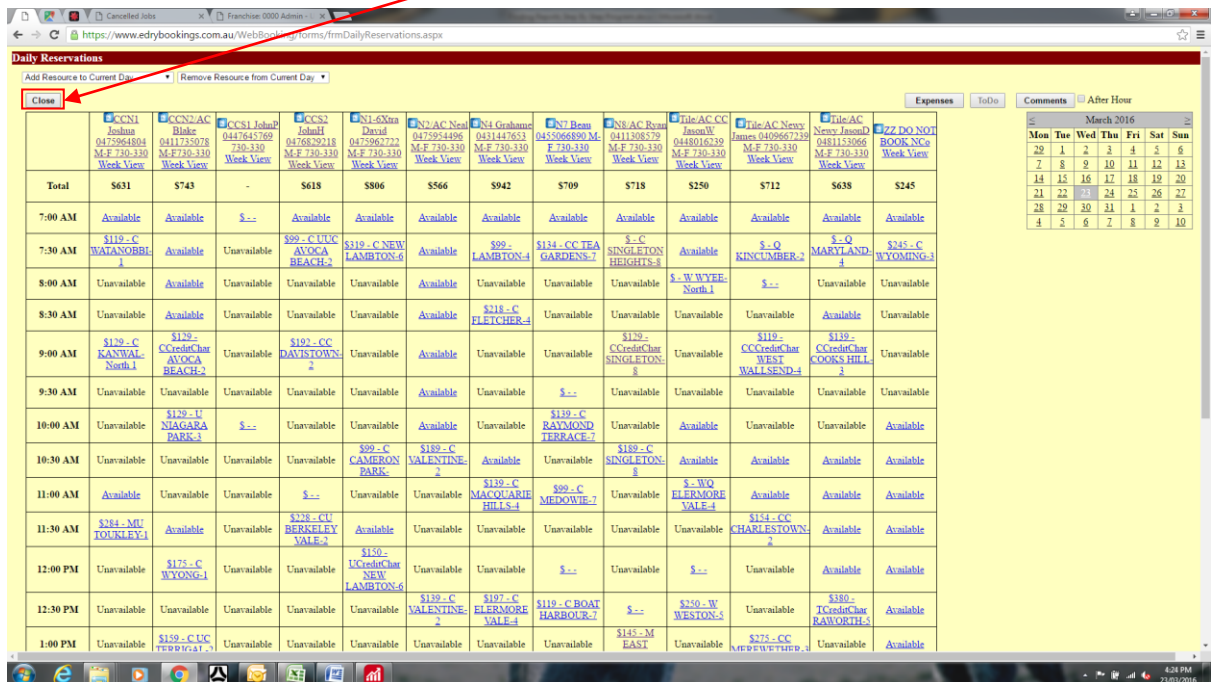 Cancelled Jobs
Franchise: 0000 Admin - L
https://www.edrybookings.com.au/WebBooking/forms/frmDailyReservations.aspx
Daily Reservations
Add Resource to Current Day
Remove Resource from Current Day
Close
Expenses
ToDo
Comments
After Hour
CCN1 Joshua 0475964804 M-F 730-330 Week View
CCN2/AC Blake 0411735078 M-F730-330 Week View
CCS1 JohnP 0447645769 730-330 Week View
CCS2 JohnH 0476829218 M-F 730-330 Week View
N1-6Xtra David 0475962722 M-F 730-330 Week View
N2/AC Neal 0475954496 M-F 730-330 Week View
N4 Grahame 0431447653 M-F 730-330 Week View
N7 Beau 0455066890 M-F 730-330 Week View
N8/AC Ryan 0411308579 M-F 730-330 Week View
Tile/AC CC JasonW 0448016239 M-F 730-330 Week View
Tile/AC Newy James 0409667239 M-F 730-330 Week View
Tile/AC Newy JasonD 0481153066 M-F 730-330 Week View
ZZ DO NOT BOOK NCo Week View
Total $631 $743 - $618 $806 $566 $942 $709 $718 $250 $712 $638 $245
7:00 AM Available Available $ - - Available Available Available Available Available Available Available Available Available Available
7:30 AM $119 - C WATANOBBI-1 Available Unavailable $99 - C UUC AVOCA BEACH-2 $319 - C NEW LAMBTON-6 Available $99 - LAMBTON-4 $134 - CC TEA GARDENS-7 $ - C SINGLETON HEIGHTS-8 Available $ - Q KINCUMBER-2 $ - Q MARYLAND-4 $245 - C WYOMING-3
8:00 AM Unavailable Available Unavailable Unavailable Unavailable Available Unavailable Unavailable Unavailable $ - W WYEE-North 1 $ - - Unavailable Unavailable
8:30 AM Unavailable Available Unavailable Unavailable Unavailable Available $218 - C FLETCHER-4 Unavailable Unavailable Unavailable Unavailable Available Unavailable
9:00 AM $129 - C KANWAL-North 1 $129 - CCreditChar AVOCA BEACH-2 Unavailable $192 - CC DAVISTOWN-2 Unavailable Available Unavailable Unavailable $129 - CCreditChar SINGLETON-8 Unavailable $119 - CCCreditChar WEST WALLSEND-4 $139 - CCreditChar COOKS HILL-3 Unavailable
9:30 AM Unavailable Unavailable Unavailable Unavailable Unavailable Available Unavailable $ - - Unavailable Unavailable Unavailable Unavailable Unavailable
10:00 AM Unavailable $129 - U NIAGARA PARK-3 $ - - Unavailable Unavailable Available Unavailable $139 - C RAYMOND TERRACE-7 Unavailable Available Unavailable Unavailable Available
10:30 AM Unavailable Unavailable Unavailable Unavailable $99 - C CAMERON PARK- $189 - C VALENTINE-2 Available Unavailable $189 - C SINGLETON-8 Available Available Available Available
11:00 AM Available Unavailable Unavailable $ - - Unavailable Unavailable $139 - C MACQUARIE HILLS-4 $99 - C MEDOWIE-7 Unavailable $ - WQ ELERMORE VALE-4 Available Available Available
11:30 AM $284 - MU TOUKLEY-1 Available Unavailable $228 - CU BERKELEY VALE-2 Available Unavailable Unavailable Unavailable Unavailable Unavailable $154 - CC CHARLESTOWN-2 Available Available
12:00 PM Unavailable $175 - C WYONG-1 Unavailable Unavailable $150 - UCreditChar NEW LAMBTON-6 Unavailable Unavailable $ - - Unavailable $ - - Unavailable Available Available
12:30 PM Unavailable Unavailable Unavailable Unavailable Unavailable $139 - C VALENTINE-2 $197 - C ELERMORE VALE-4 $119 - C BOAT HARBOUR-7 $ - - $250 - W WESTON-5 Unavailable $380 - TCreditChar RAWORTH-5 Available
1:00 PM Unavailable $159 - C UC TERRIGAL-2 Unavailable Unavailable Unavailable Unavailable Unavailable Unavailable $145 - M EAST Unavailable $275 - CC MEREWETHER-3 Unavailable Available
< March 2016 >
Mon Tue Wed Thu Fri Sat Sun
29 1 2 3 4 5 6
7 8 9 10 11 12 13
14 15 16 17 18 19 20
21 22 23 24 25 26 27
28 29 30 31 1 2 3
4 5 6 7 8 9 10
4:24 PM
23/03/2016